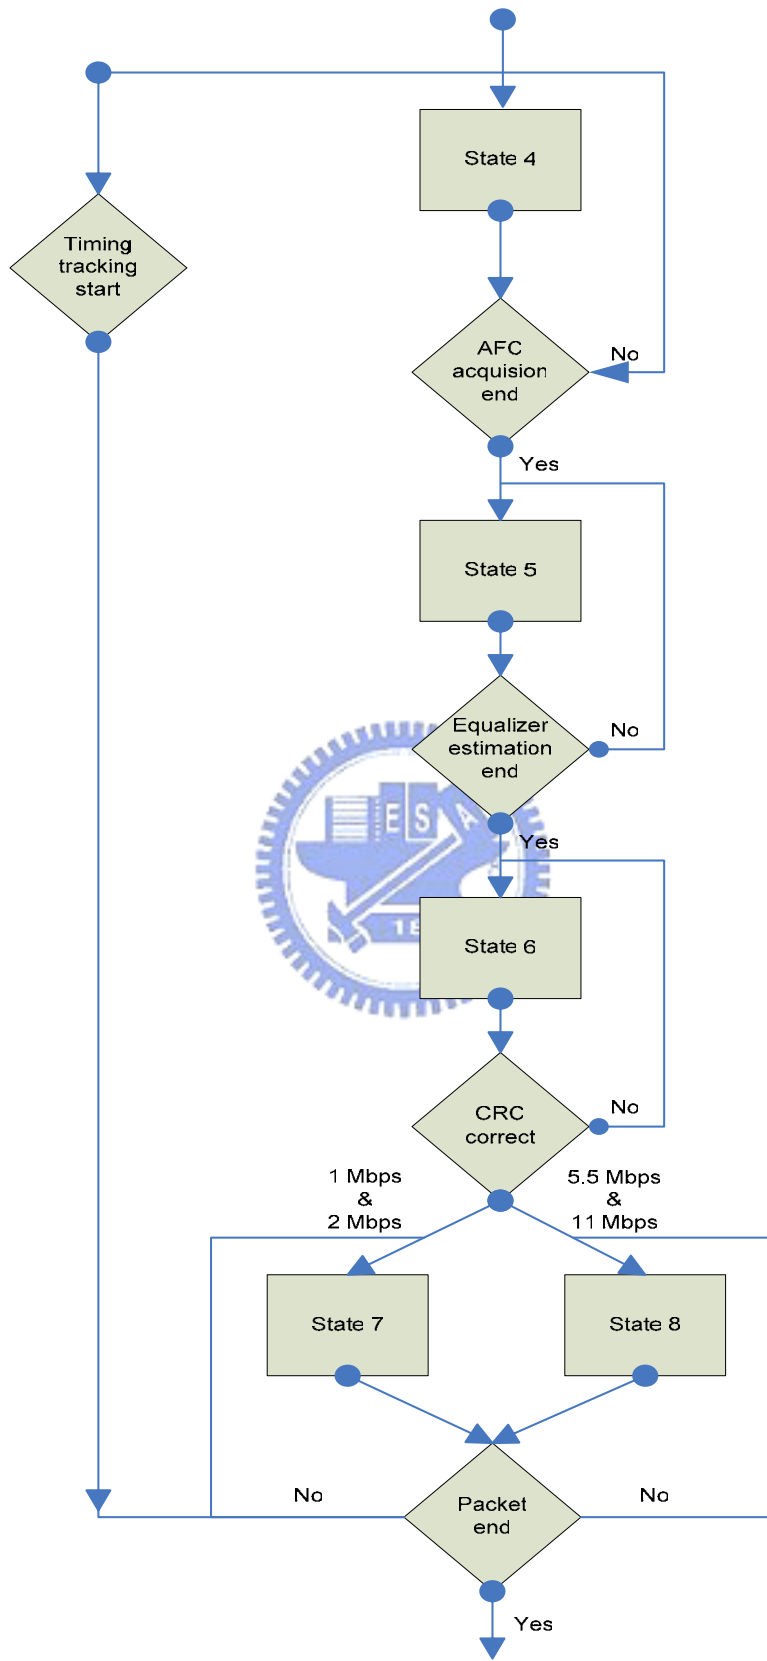 State 4
Timing
tracking
start
AFC
acquision
end
No
Yes
State 5
Equalizer
estimation
end
No
E S A
Yes
18
State 6
CRC
correct
No
1 Mbps
&
2 Mbps
5.5 Mbps
&
11 Mbps
State 7
State 8
No
Packet
end
No
Yes